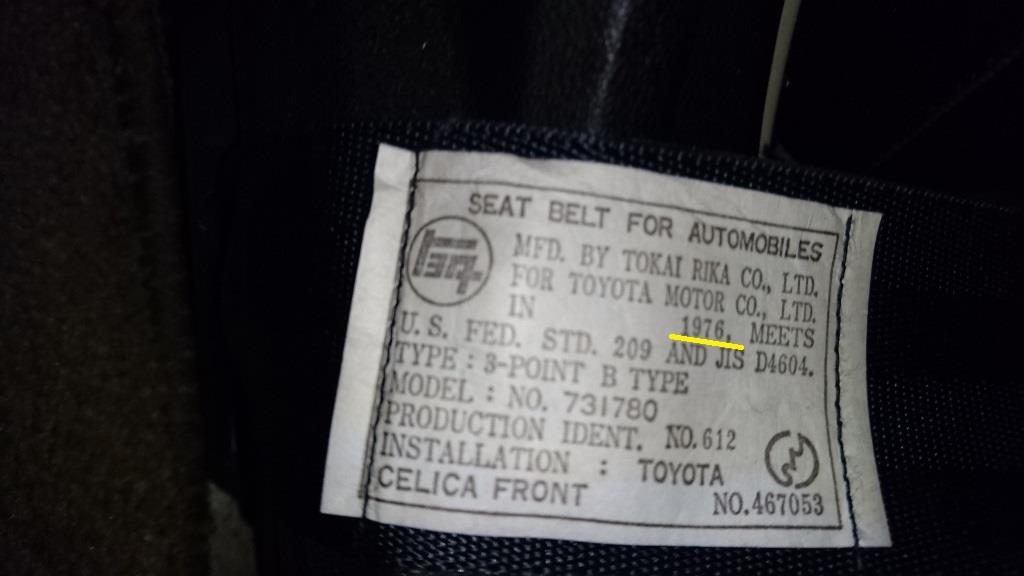 SEAT BELT FOR AUTOMOBILES
MFD. BY TOKAI RIKA CO., LTD.
FOR TOYOTA MOTOR CO., LTD.
IN 1976, MEETS
U. S. FED. STD. 209 AND JIS D4604.
TYPE : 3-POINT B TYPE
MODEL : NO. 731780
PRODUCTION IDENT. NO. 612
INSTALLATION : TOYOTA
CELICA FRONT
NO. 467053